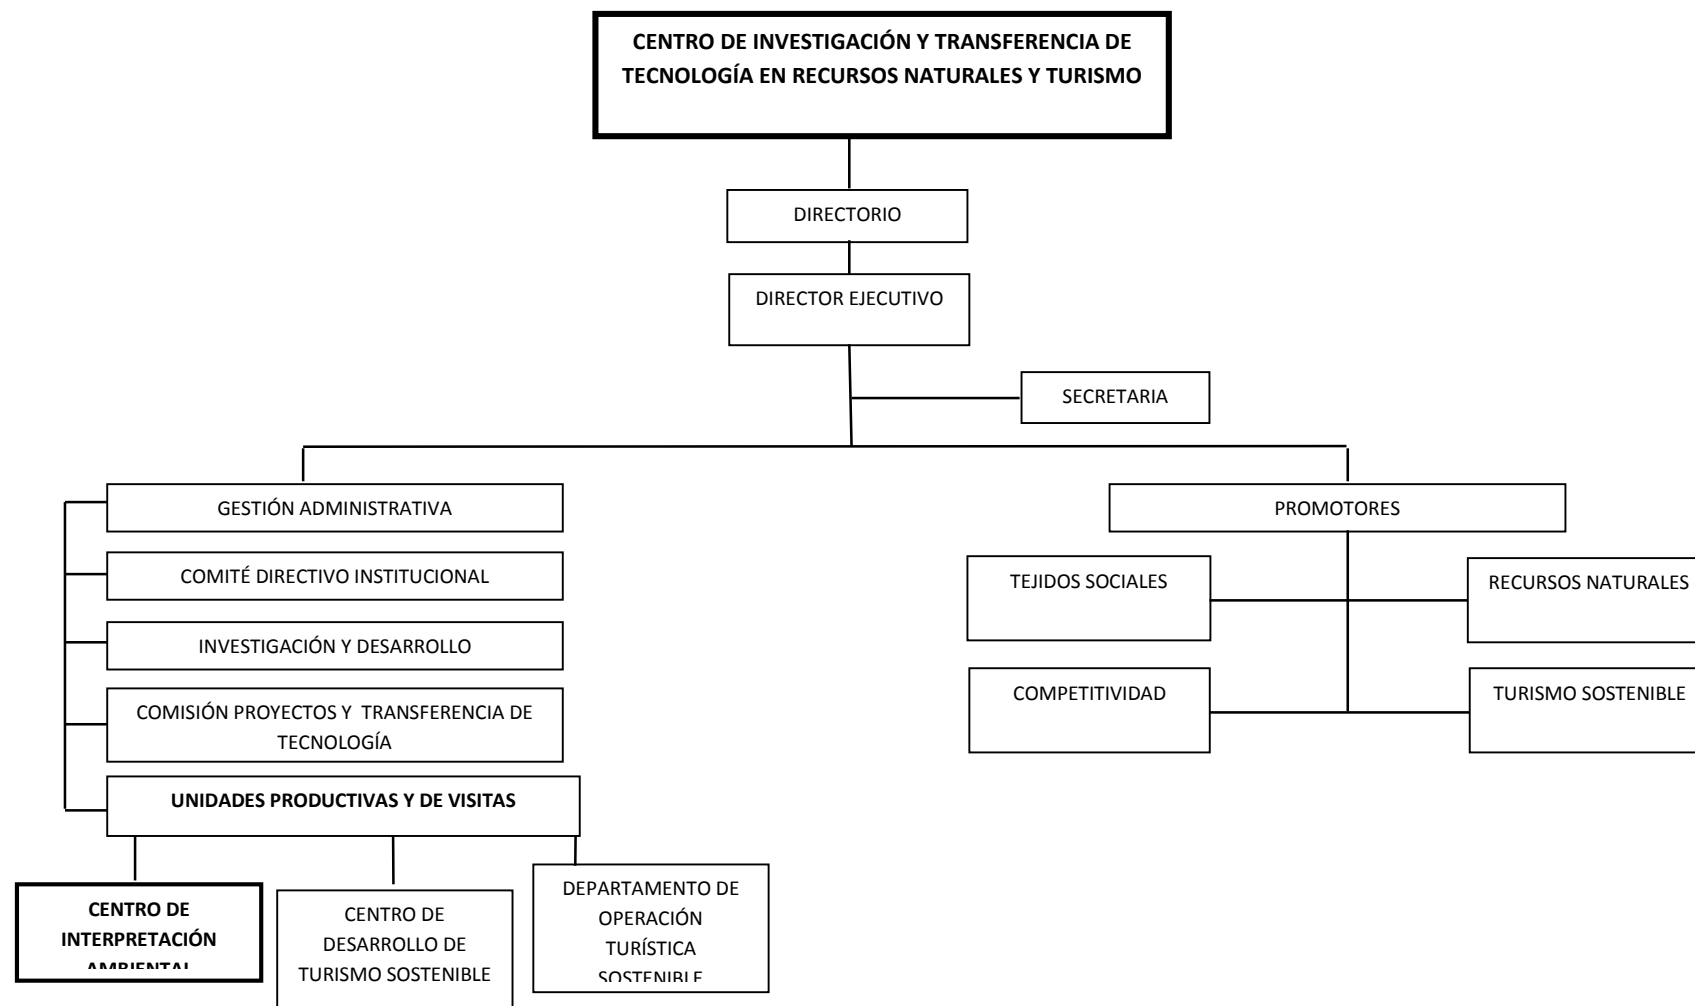 CENTRO DE INVESTIGACIÓN Y TRANSFERENCIA DE
TECNOLOGÍA EN RECURSOS NATURALES Y TURISMO
DIRECTORIO
DIRECTOR EJECUTIVO
SECRETARIA
GESTIÓN ADMINISTRATIVA
PROMOTORES
COMITÉ DIRECTIVO INSTITUCIONAL
TEJIDOS SOCIALES
RECURSOS NATURALES
INVESTIGACIÓN Y DESARROLLO
COMPETITIVIDAD
TURISMO SOSTENIBLE
COMISIÓN PROYECTOS Y TRANSFERENCIA DE
TECNOLOGÍA
UNIDADES PRODUCTIVAS Y DE VISITAS
CENTRO DE
INTERPRETACIÓN
AMBIENTAL
CENTRO DE
DESARROLLO DE
TURISMO SOSTENIBLE
DEPARTAMENTO DE
OPERACIÓN
TURÍSTICA
SOSTENIBLE